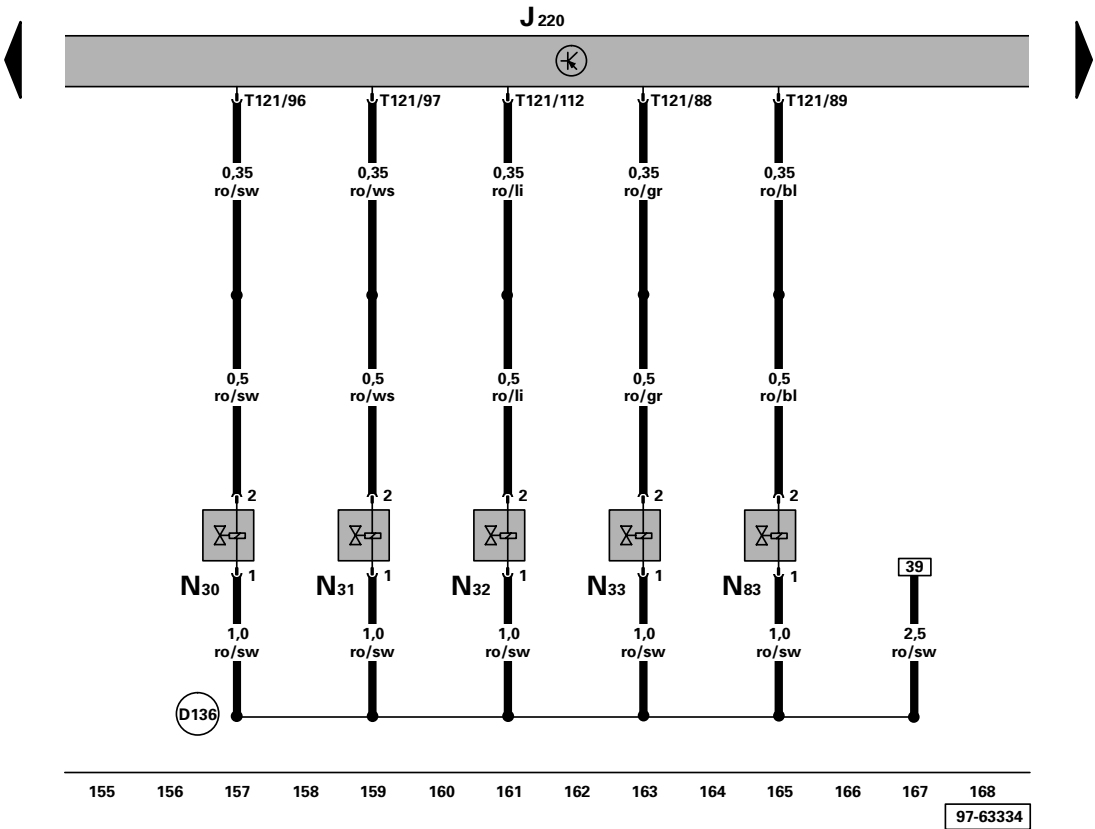 J 220
T121/96 T121/97 T121/112 T121/88 T121/89
0,35 0,35 0,35 0,35 0,35
ro/sw ro/ws ro/li ro/gr ro/bl
0,5 0,5 0,5 0,5 0,5
ro/sw ro/ws ro/li ro/gr ro/bl
2 2 2 2 2
39
1 1 1 1 1
N30 N31 N32 N33 N83
1,0 1,0 1,0 1,0 1,0 2,5
ro/sw ro/sw ro/sw ro/sw ro/sw ro/sw
D136
155 156 157 158 159 160 161 162 163 164 165 166 167 168
97-63334